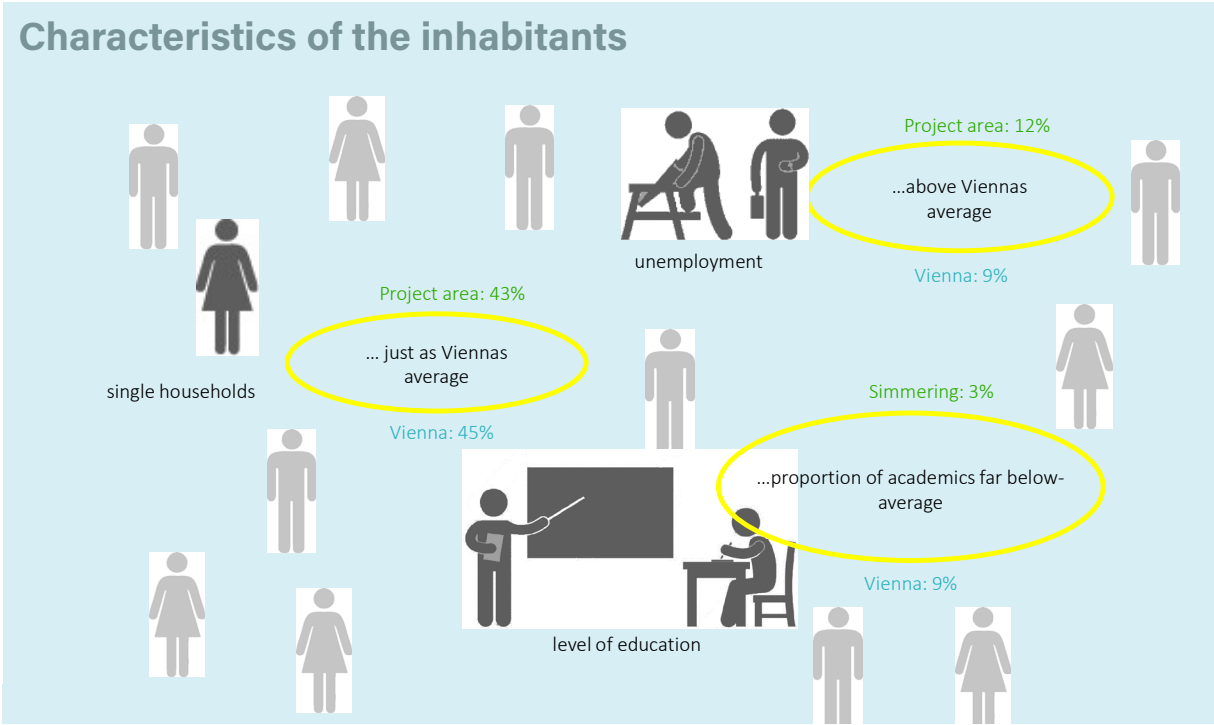 Characteristics of the inhabitants
Project area: 12%
...above Viennas
average
Vienna: 9%
unemployment
Project area: 43%
... just as Viennas
average
Vienna: 45%
single households
Simmering: 3%
...proportion of academics far below-
average
Vienna: 9%
level of education